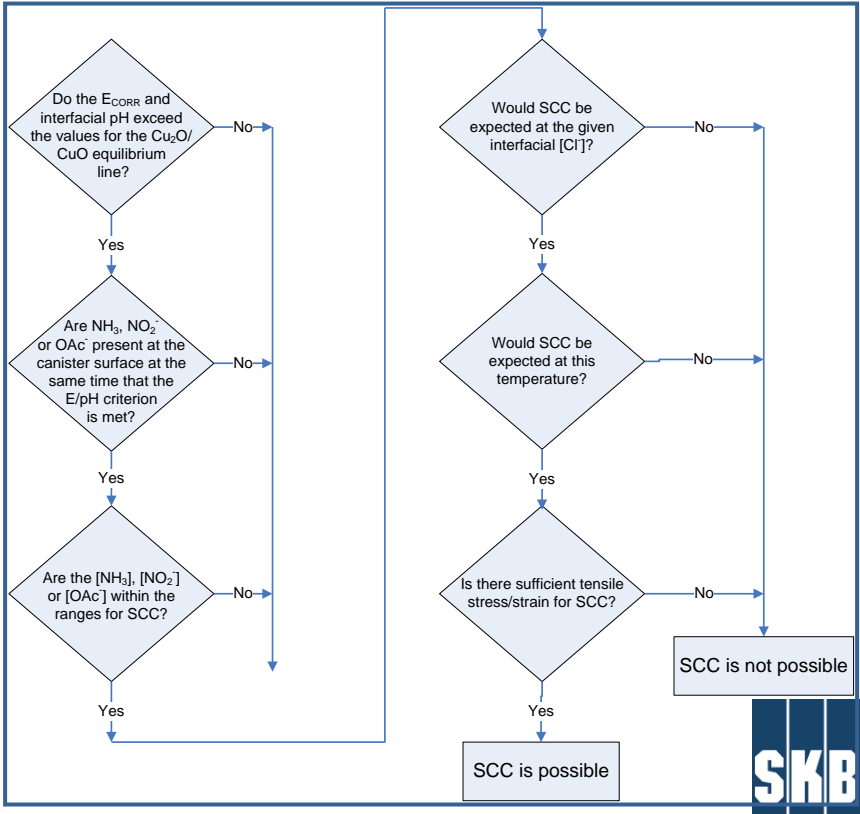 Do the E_CORR and
interfacial pH exceed
the values for the Cu₂O/
CuO equilibrium
line?
No
Yes
Are NH₃, NO₂⁻
or OAc⁻ present at the
canister surface at the
same time that the
E/pH criterion
is met?
No
Yes
Are the [NH₃], [NO₂⁻]
or [OAc⁻] within the
ranges for SCC?
No
Yes
Would SCC be
expected at the given
interfacial [Cl⁻]?
No
Yes
Would SCC be
expected at this
temperature?
No
Yes
Is there sufficient tensile
stress/strain for SCC?
No
Yes
SCC is not possible
SCC is possible
SKB